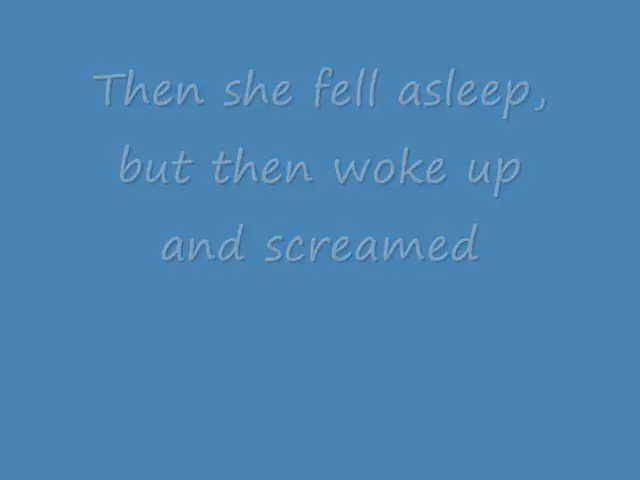 Then she fell asleep,
but then woke up
and screamed